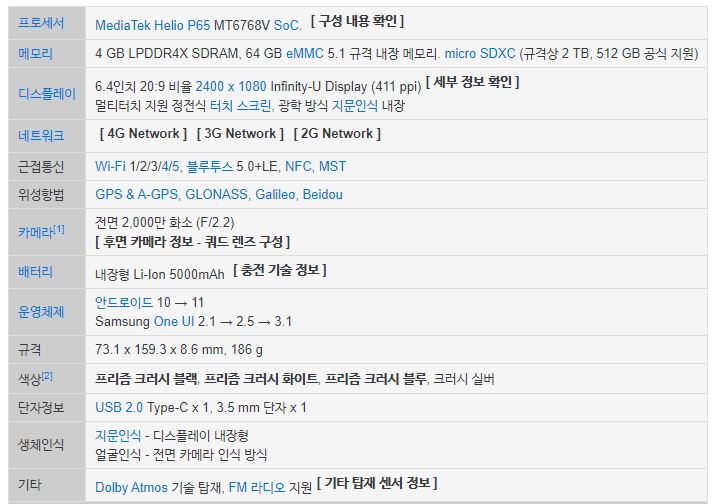 프로세서 MediaTek Helio P65 MT6768V SoC. [ 구성 내용 확인 ]
메모리 4 GB LPDDR4X SDRAM, 64 GB eMMC 5.1 규격 내장 메모리. micro SDXC (규격상 2 TB, 512 GB 공식 지원)
디스플레이 6.4인치 20:9 비율 2400 x 1080 Infinity-U Display (411 ppi) [ 세부 정보 확인 ]
멀티터치 지원 정전식 터치 스크린, 광학 방식 지문인식 내장
네트워크 [ 4G Network ] [ 3G Network ] [ 2G Network ]
근접통신 Wi-Fi 1/2/3/4/5, 블루투스 5.0+LE, NFC, MST
위성항법 GPS & A-GPS, GLONASS, Galileo, Beidou
카메라[1] 전면 2,000만 화소 (F/2.2)
[ 후면 카메라 정보 - 쿼드 렌즈 구성 ]
배터리 내장형 Li-Ion 5000mAh [ 충전 기술 정보 ]
운영체제 안드로이드 10 → 11
Samsung One UI 2.1 → 2.5 → 3.1
규격 73.1 x 159.3 x 8.6 mm, 186 g
색상[2] 프리즘 크러시 블랙, 프리즘 크러시 화이트, 프리즘 크러시 블루, 크러시 실버
단자정보 USB 2.0 Type-C x 1, 3.5 mm 단자 x 1
생체인식 지문인식 - 디스플레이 내장형
얼굴인식 - 전면 카메라 인식 방식
기타 Dolby Atmos 기술 탑재, FM 라디오 지원 [ 기타 탑재 센서 정보 ]